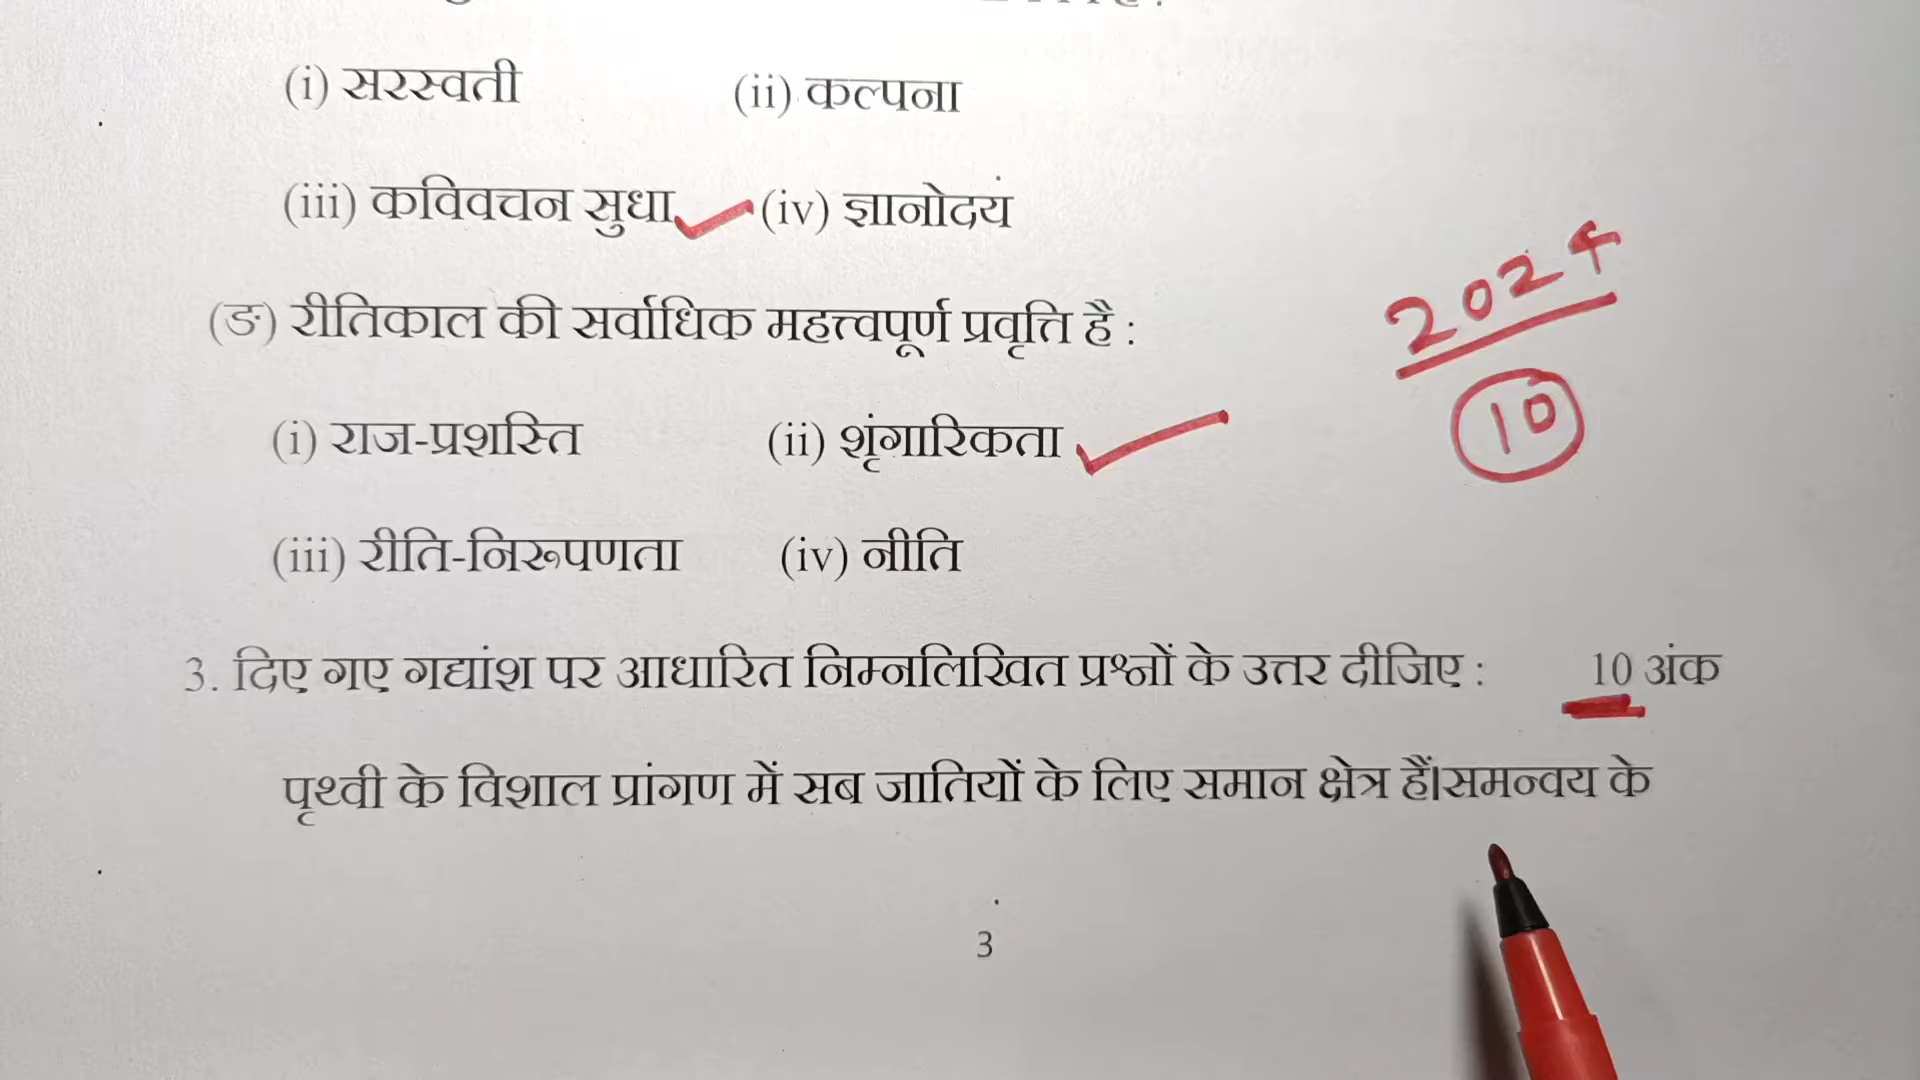 (i) सरस्वती (ii) कल्पना
(iii) कविवचन सुधा (iv) ज्ञानोदय
(ङ) रीतिकाल की सर्वाधिक महत्त्वपूर्ण प्रवृत्ति है :
2024
10
(i) राज-प्रशस्ति (ii) शृंगारिकता
(iii) रीति-निरूपणता (iv) नीति
3. दिए गए गद्यांश पर आधारित निम्नलिखित प्रश्नों के उत्तर दीजिए : 10 अंक
पृथ्वी के विशाल प्रांगण में सब जातियों के लिए समान क्षेत्र हैं।समन्वय के
3